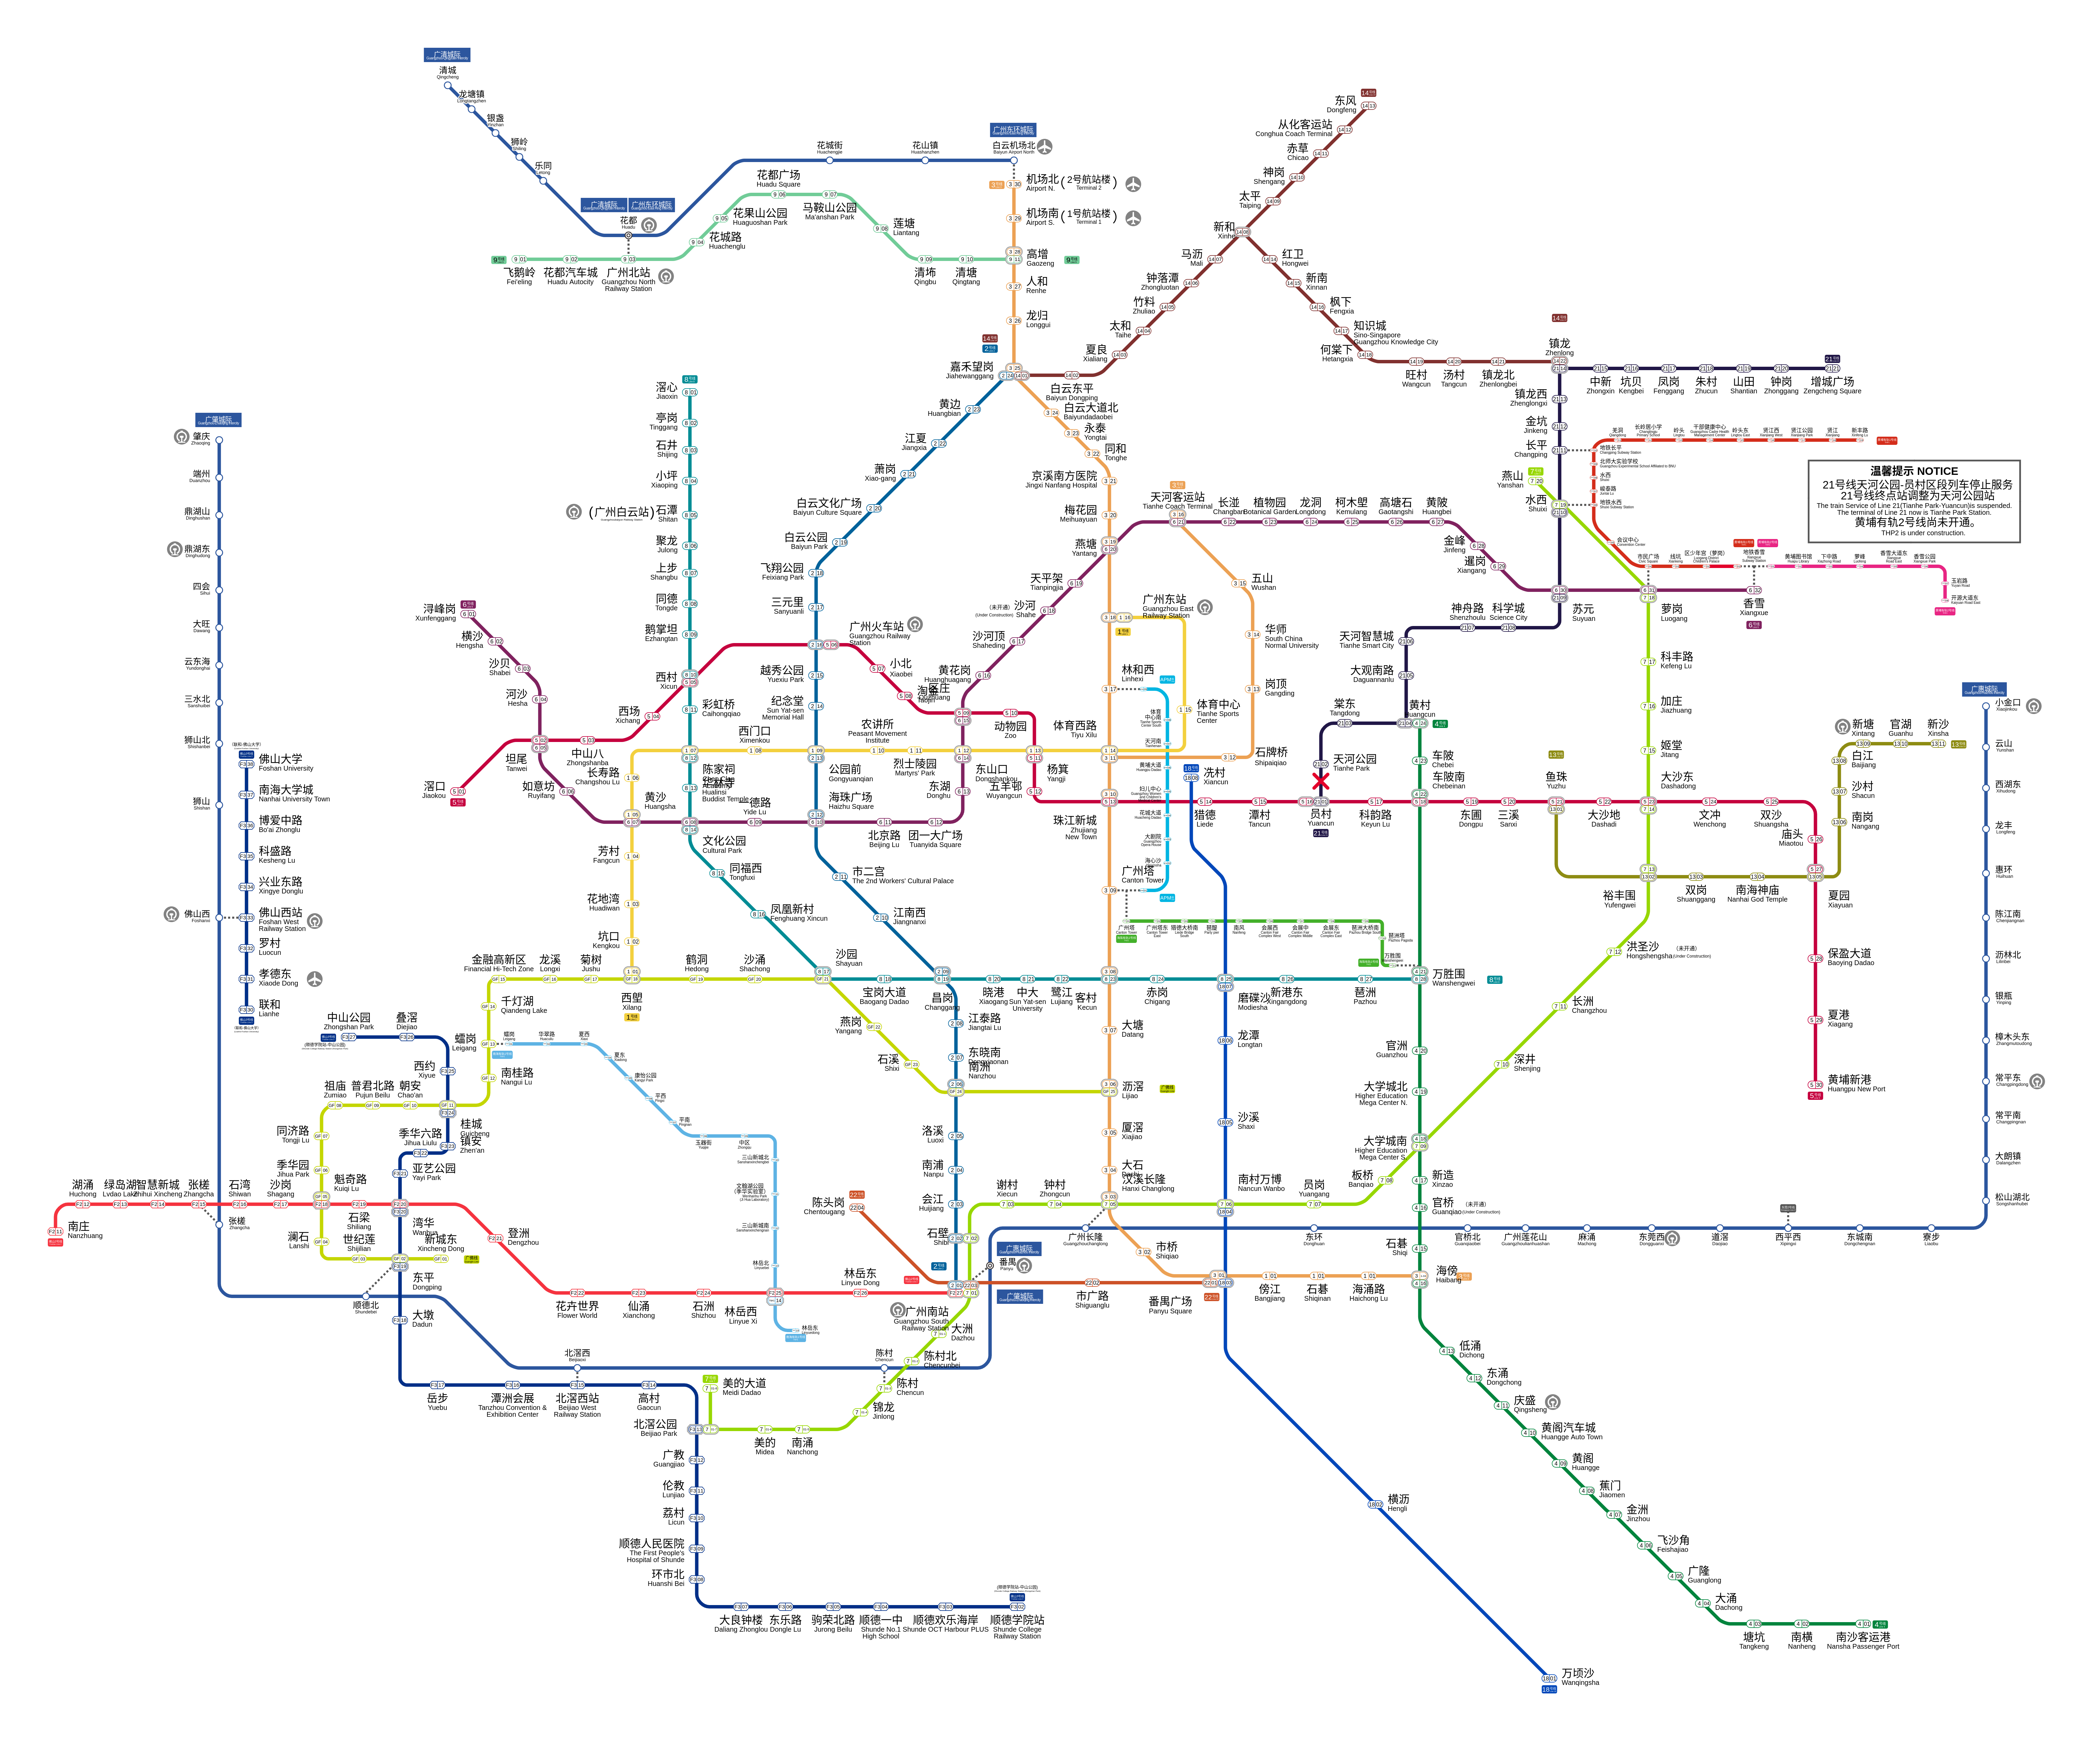 广清城际
清城
Qingcheng
龙塘镇
Longtangzhen
银盏
Yinzhan
狮岭
Shiling
乐同
Letong
广清城际
广州东环城际
花都
Huadu
花城街
Huachengjie
花山镇
Huashanzhen
广州东环城际
白云机场北
Baiyun Airport North
机场北 (2号航站楼)
Airport N. Terminal 2
机场南 (1号航站楼)
Airport S. Terminal 1
高增
Gaozeng
人和
Renhe
龙归
Longgui
飞鹅岭
Fei'eling
花都汽车城
Huadu Autocity
广州北站
Guangzhou North
Railway Station
花城路
Huachenglu
花果山公园
Huaguoshan Park
花都广场
Huadu Square
马鞍山公园
Ma'anshan Park
莲塘
Liantang
清㘵
Qingbu
清塘
Qingtang
东风
Dongfeng
从化客运站
Conghua Coach Terminal
赤草
Chicao
神岗
Shengang
太平
Taiping
新和
Xinhe
马沥
Mali
钟落潭
Zhongluotan
竹料
Zhuliao
太和
Taihe
夏良
Xialiang
白云东平
Baiyun Dongping
嘉禾望岗
Jiahewanggang
红卫
Hongwei
新南
Xinnan
枫下
Fengxia
知识城
Sino-Singapore
Guangzhou Knowledge City
何棠下
Hetangxia
旺村
Wangcun
汤村
Tangcun
镇龙北
Zhenlongbei
镇龙
Zhenlong
中新
Zhongxin
坑贝
Kengbei
凤岗
Fenggang
朱村
Zhucun
山田
Shantian
钟岗
Zhonggang
增城广场
Zengcheng Square
镇龙西
Zhenglongxi
金坑
Jinkeng
长平
Changping
燕山
Yanshan
水西
Shuixi
温馨提示 NOTICE
21号线天河公园-员村区段列车停止服务
21号线终点站调整为天河公园站
The train Service of Line 21(Tianhe Park-Yuancun)is suspended.
The terminal of Line 21 now is Tianhe Park Station.
黄埔有轨2号线尚未开通。
THP2 is under construction.
滘心
Jiaoxin
亭岗
Tinggang
石井
Shijing
小坪
Xiaoping
(广州白云站)
石潭
Shitan
聚龙
Julong
上步
Shangbu
同德
Tongde
鹅掌坦
Ezhangtan
西村
Xicun
彩虹桥
Caihongqiao
陈家祠
文化公园
Cultural Park
同福西
Tongfuxi
凤凰新村
Fenghuang Xincun
沙园
Shayuan
宝岗大道
Baogang Dadao
昌岗
Changgang
晓港
Xiaogang
中大
Sun Yat-sen
University
鹭江
Lujiang
客村
Kecun
赤岗
Chigang
磨碟沙
Modiesha
新港东
Xingangdong
琶洲
Pazhou
万胜围
Wanshengwei
黄边
Huangbian
江夏
Jiangxia
萧岗
Xiao-gang
白云文化广场
Baiyun Culture Square
白云公园
Baiyun Park
飞翔公园
Feixiang Park
三元里
Sanyuanli
广州火车站
Guangzhou Railway
Station
越秀公园
Yuexiu Park
纪念堂
Sun Yat-sen
Memorial Hall
公园前
Gongyuanqian
海珠广场
Haizhu Square
市二宫
The 2nd Workers' Cultural Palace
江南西
Jiangnanxi
江泰路
Jiangtai Lu
东晓南
Dongxiaonan
南洲
Nanzhou
洛溪
Luoxi
南浦
Nanpu
会江
Huijiang
石壁
Shibi
广州南站
Guangzhou South
Railway Station
白云大道北
Baiyundadaobei
永泰
Yongtai
同和
Tonghe
京溪南方医院
Jingxi Nanfang Hospital
梅花园
Meihuayuan
燕塘
Yantang
广州东站
Guangzhou East
Railway Station
林和西
Linhexi
体育西路
Tiyu Xilu
珠江新城
Zhujiang
New Town
广州塔
Canton Tower
大塘
Datang
沥滘
Lijiao
厦滘
Xiajiao
大石
Dashi
汉溪长隆
Hanxi Changlong
市桥
Shiqiao
番禺广场
Panyu Square
傍江
Bangjiang
石碁
Shiqinan
海涌路
Haichong Lu
海傍
Haibang
天河客运站
Tianhe Coach Terminal
五山
Wushan
华师
South China
Normal University
岗顶
Gangding
石牌桥
Shipaiqiao
体育中心
Tianhe Sports
Center
浔峰岗
Xunfenggang
横沙
Hengsha
沙贝
Shabei
河沙
Hesha
坦尾
Tanwei
如意坊
Ruyifang
黄沙
Huangsha
一德路
Yide Lu
北京路
Beijing Lu
团一大广场
Tuanyida Square
东湖
Donghu
东山口
Dongshankou
区庄
黄花岗
Huanghuagang
沙河顶
Shaheding
(未开通)
沙河
Shahe
(Under Construction)
天平架
Tianpingjia
长湴
Changban
植物园
Botanical Garden
龙洞
Longdong
柯木塱
Kemulang
高塘石
Gaotangshi
黄陂
Huangbei
金峰
Jinfeng
暹岗
Xiangang
苏元
Suyuan
萝岗
Luogang
香雪
Xiangxue
滘口
Jiaokou
中山八
Zhongshanba
西场
Xichang
小北
Xiaobei
淘金
Taojin
动物园
Zoo
杨箕
Yangji
五羊邨
Wuyangcun
猎德
Liede
潭村
Tancun
员村
Yuancun
科韵路
Keyun Lu
车陂南
Chebeinan
东圃
Dongpu
三溪
Sanxi
鱼珠
Yuzhu
大沙地
Dashadi
大沙东
Dashadong
文冲
Wenchong
双沙
Shuangsha
庙头
Miaotou
夏园
Xiayuan
保盈大道
Baoying Dadao
夏港
Xiagang
黄埔新港
Huangpu New Port
西门口
Ximenkou
农讲所
Peasant Movement
Institute
烈士陵园
Martyrs' Park
长寿路
Changshou Lu
芳村
Fangcun
花地湾
Huadiwan
坑口
Kengkou
西塱
Xilang
神舟路
Shenzhoulu
科学城
Science City
天河智慧城
Tianhe Smart City
大观南路
Daguannanlu
棠东
Tangdong
黄村
Huangcun
天河公园
Tianhe Park
车陂
Chebei
冼村
Xiancun
龙潭
Longtan
沙溪
Shaxi
南村万博
Nancun Wanbo
横沥
Hengli
万顷沙
Wanqingsha
科丰路
Kefeng Lu
加庄
Jiazhuang
姬堂
Jitang
裕丰围
Yufengwei
双岗
Shuanggang
南海神庙
Nanhai God Temple
南岗
Nangang
沙村
Shacun
白江
Baijiang
新塘
Xintang
官湖
Guanhu
新沙
Xinsha
洪圣沙 (未开通)
Hongshengsha (Under Construction)
长洲
Changzhou
深井
Shenjing
官洲
Guanzhou
大学城北
Higher Education
Mega Center N.
大学城南
Higher Education
Mega Center S.
板桥
Banqiao
员岗
Yuangang
钟村
Zhongcun
谢村
Xiecun
新造
Xinzao
官桥 (未开通)
Guanqiao (Under Construction)
石碁
Shiqi
低涌
Dichong
东涌
Dongchong
庆盛
Qingsheng
黄阁汽车城
Huangge Auto Town
黄阁
Huangge
蕉门
Jiaomen
金洲
Jinzhou
飞沙角
Feishajiao
广隆
Guanglong
大涌
Dachong
塘坑
Tangkeng
南横
Nanheng
南沙客运港
Nansha Passenger Port
陈头岗
Chentougang
市广路
Shiguanglu
大洲
Dazhou
陈村北
Chencunbei
陈村
Chencun
锦龙
Jinlong
南涌
Nanchong
美的
Midea
美的大道
Meidi Dadao
北滘公园
Beijiao Park
广肇城际
肇庆
Zhaoqing
端州
Duanzhou
鼎湖山
Dinghushan
鼎湖东
Dinghudong
四会
Sihui
大旺
Dawang
云东海
Yundonghai
三水北
Sanshuibei
狮山北
Shishanbei
狮山
Shishan
佛山西
Foshanxi
张槎
Zhangcha
顺德北
Shundebei
北滘西
Beijiaoxi
陈村
Chencun
番禺
Panyu
佛山大学
Foshan University
南海大学城
Nanhai University Town
博爱中路
Bo'ai Zhonglu
科盛路
Kesheng Lu
兴业东路
Xingye Donglu
佛山西站
Foshan West
Railway Station
罗村
Luocun
孝德东
Xiaode Dong
联和
Lianhe
中山公园
Zhongshan Park
叠滘
Diejiao
西约
Xiyue
桂城
Guicheng
镇安
Zhen'an
季华六路
Jihua Liulu
亚艺公园
Yayi Park
湾华
Wanhua
东平
Dongping
大墩
Dadun
岳步
Yuebu
潭洲会展
Tanzhou Convention &
Exhibition Center
北滘西站
Beijiao West
Railway Station
高村
Gaocun
广教
Guangjiao
伦教
Lunjiao
荔村
Licun
顺德人民医院
The First People's
Hospital of Shunde
环市北
Huanshi Bei
大良钟楼
Daliang Zhonglou
东乐路
Dongle Lu
驹荣北路
Jurong Beilu
顺德一中
Shunde No.1
High School
顺德欢乐海岸
Shunde OCT Harbour PLUS
顺德学院站
Shunde College
Railway Station
金融高新区
Financial Hi-Tech Zone
龙溪
Longxi
菊树
Jushu
鹤洞
Hedong
沙涌
Shachong
燕岗
Yangang
石溪
Shixi
千灯湖
Qiandeng Lake
𧒽岗
Leigang
南桂路
Nangui Lu
朝安
Chao'an
普君北路
Pujun Beilu
祖庙
Zumiao
同济路
Tongji Lu
季华园
Jihua Park
魁奇路
Kuiqi Lu
澜石
Lanshi
世纪莲
Shijilian
新城东
Xincheng Dong
南庄
Nanzhuang
湖涌
Huchong
绿岛湖
Lvdao Lake
智慧新城
Zhihui Xincheng
张槎
Zhangcha
石湾
Shiwan
沙岗
Shagang
石梁
Shiliang
登洲
Dengzhou
花卉世界
Flower World
仙涌
Xianchong
石洲
Shizhou
林岳西
Linyue Xi
林岳东
Linyue Dong
广惠城际
小金口
Xiaojinkou
云山
Yunshan
西湖东
Xihudong
龙丰
Longfeng
惠环
Huihuan
陈江南
Chenjiangnan
沥林北
Lilinbei
银瓶
Yinping
樟木头东
Zhangmutoudong
常平东
Changpingdong
常平南
Changpingnan
大朗镇
Dalangzhen
松山湖北
Songshanhubei
寮步
Liaobu
东城南
Dongchengnan
西平西
Xipingxi
道滘
Daojiao
东莞西
Dongguanxi
麻涌
Machong
广州莲花山
Guangzhoulianhuashan
官桥北
Guanqiaobei
东环
Donghuan
广州长隆
Guangzhouchanglong
广惠城际
广肇城际